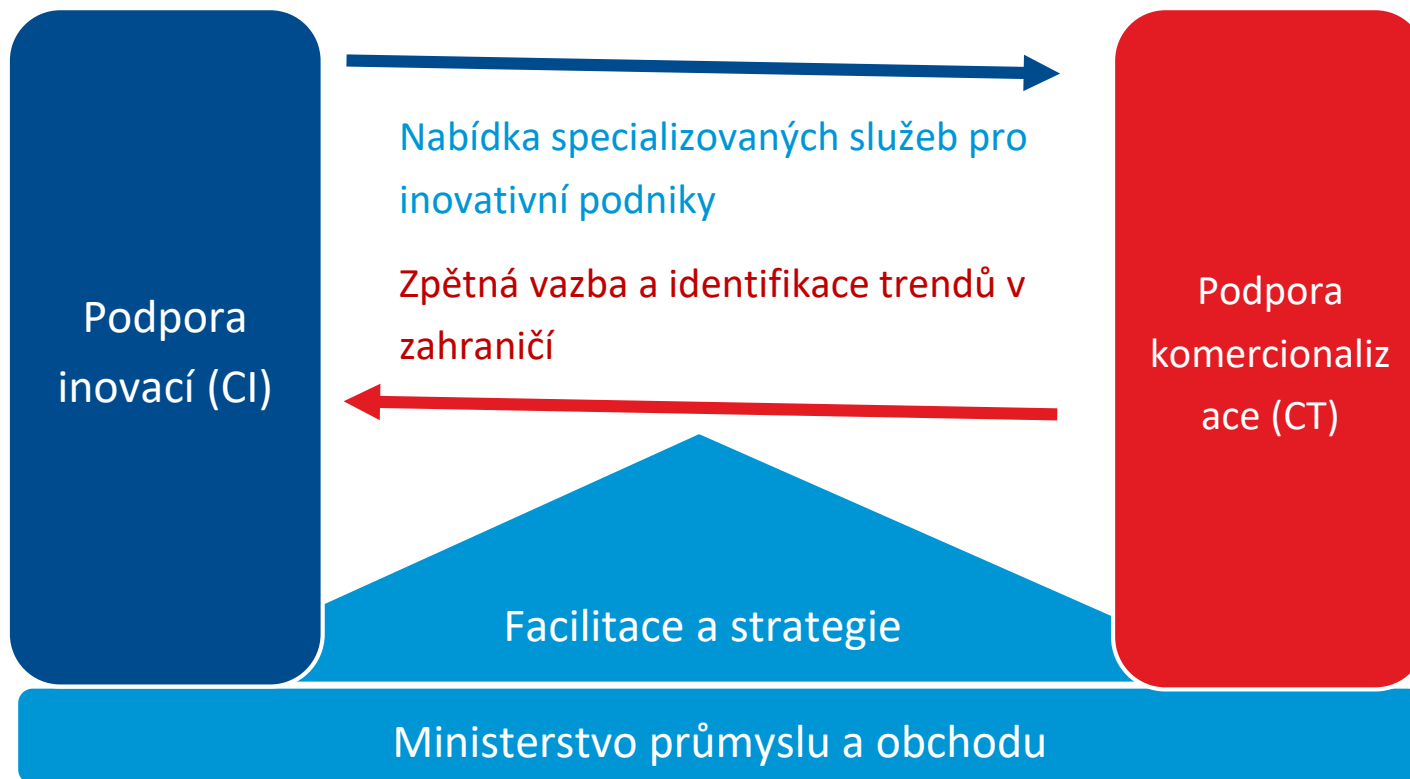 Podpora
inovací (CI)
Nabídka specializovaných služeb pro
inovativní podniky
Zpětná vazba a identifikace trendů v
zahraničí
Podpora
komercionaliz
ace (CT)
Facilitace a strategie
Ministerstvo průmyslu a obchodu